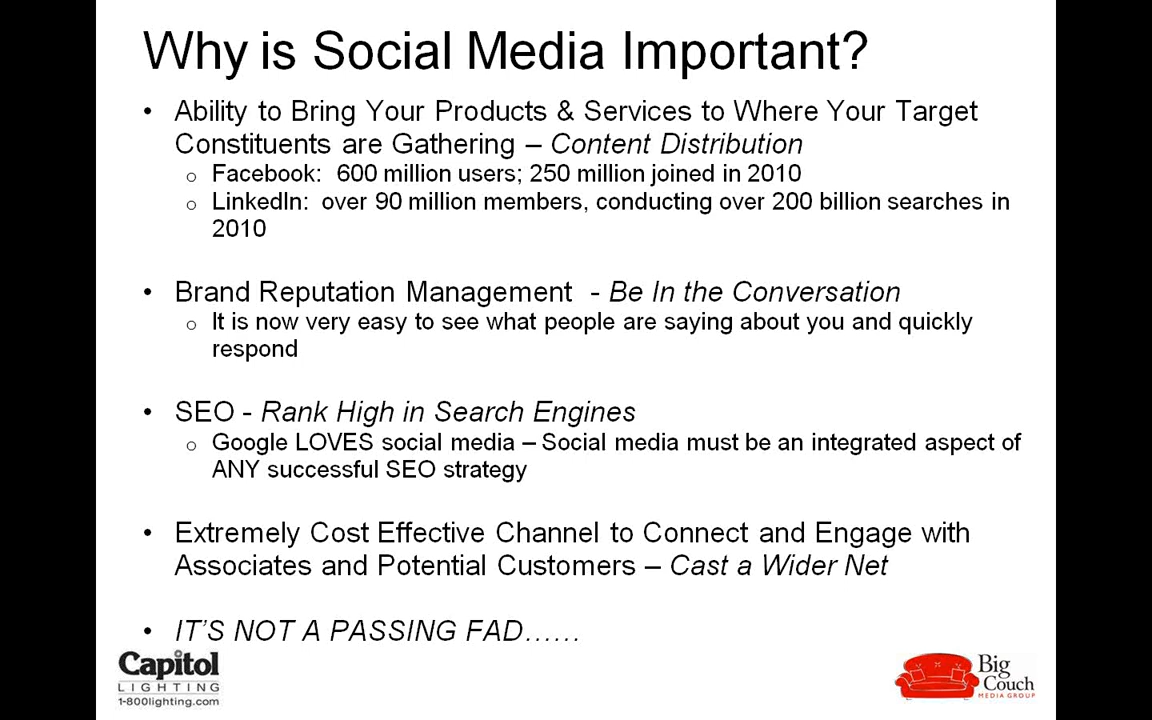 Why is Social Media Important?
• Ability to Bring Your Products & Services to Where Your Target
Constituents are Gathering – Content Distribution
o Facebook: 600 million users; 250 million joined in 2010
o LinkedIn: over 90 million members, conducting over 200 billion searches in
2010
• Brand Reputation Management - Be In the Conversation
o It is now very easy to see what people are saying about you and quickly
respond
• SEO - Rank High in Search Engines
o Google LOVES social media – Social media must be an integrated aspect of
ANY successful SEO strategy
• Extremely Cost Effective Channel to Connect and Engage with
Associates and Potential Customers – Cast a Wider Net
• IT'S NOT A PASSING FAD……
Capitol
LIGHTING
1-800lighting.com
Big
Couch
MEDIA GROUP